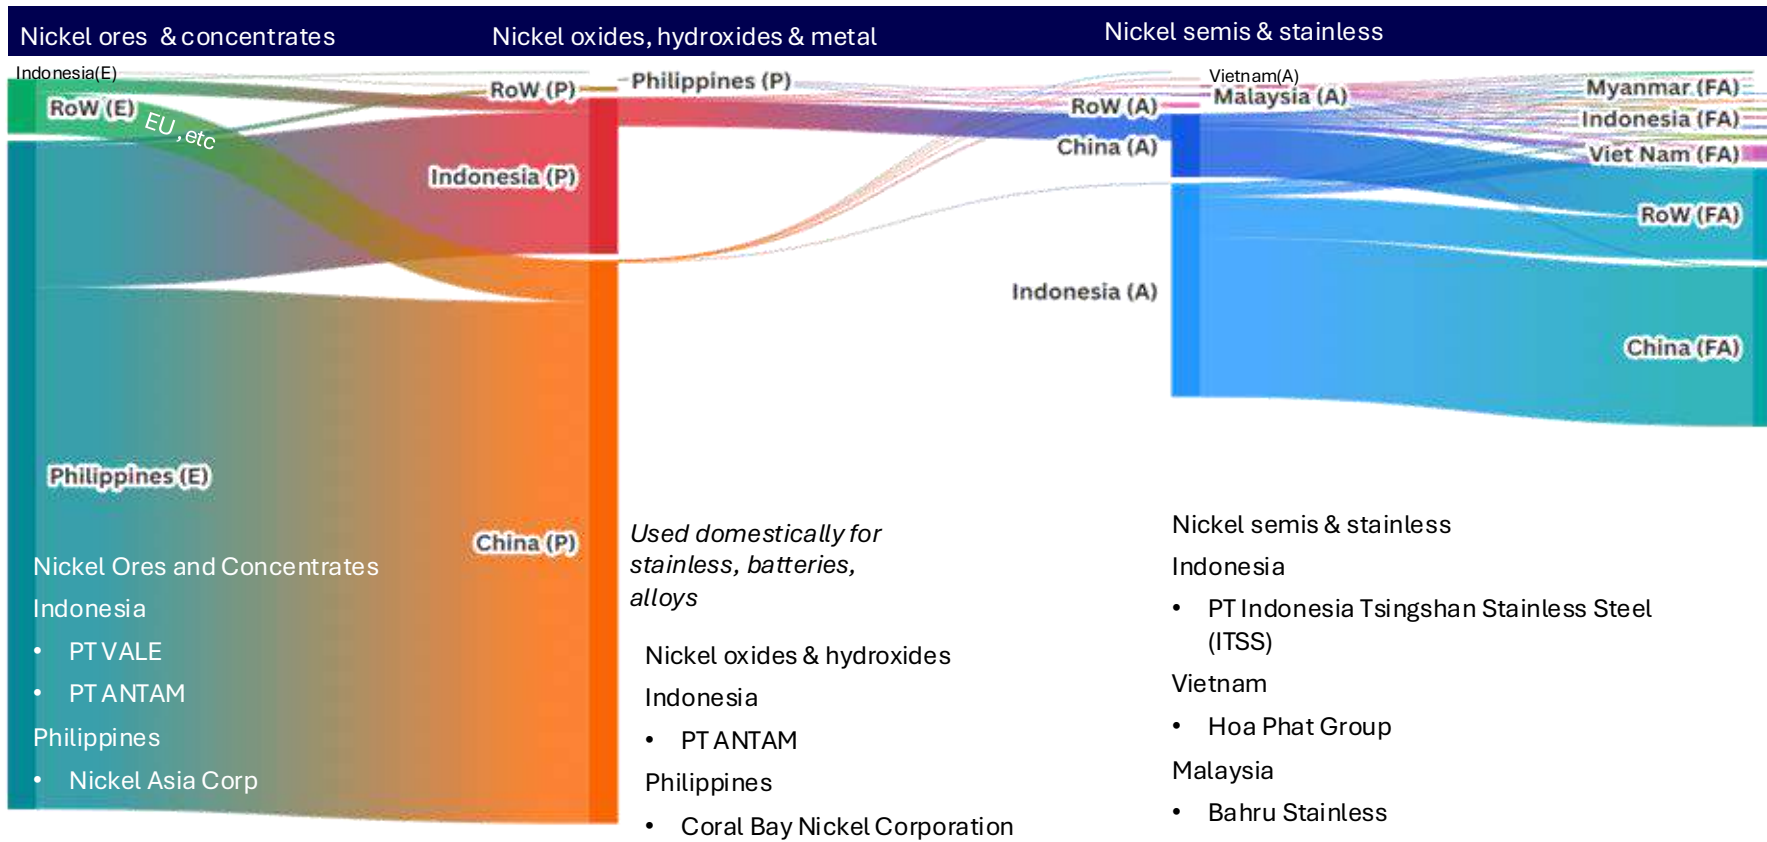 Nickel ores & concentrates
Nickel oxides, hydroxides & metal
Nickel semis & stainless
Indonesia(E)
RoW (E)
EU ,etc
Philippines (E)
RoW (P)
Philippines (P)
Indonesia (P)
China (P)
Vietnam(A)
Malaysia (A)
RoW (A)
China (A)
Indonesia (A)
Myanmar (FA)
Indonesia (FA)
Viet Nam (FA)
RoW (FA)
China (FA)
Nickel Ores and Concentrates
Indonesia
• PT VALE
• PT ANTAM
Philippines
• Nickel Asia Corp
Used domestically for
stainless, batteries,
alloys
Nickel oxides & hydroxides
Indonesia
• PT ANTAM
Philippines
• Coral Bay Nickel Corporation
Nickel semis & stainless
Indonesia
• PT Indonesia Tsingshan Stainless Steel
(ITSS)
Vietnam
• Hoa Phat Group
Malaysia
• Bahru Stainless